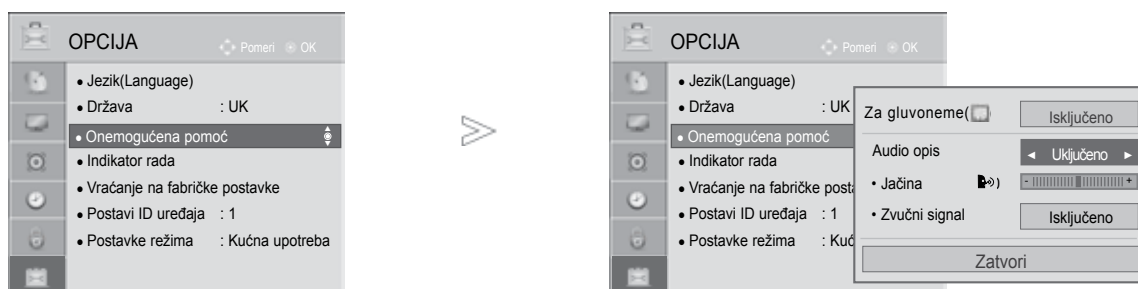 OPCIJA Pomeri OK
• Jezik(Language)
• Država : UK
• Onemogućena pomoć
• Indikator rada
• Vraćanje na fabričke postavke
• Postavi ID uređaja : 1
• Postavke režima : Kućna upotreba
OPCIJA Pomeri OK
• Jezik(Language)
• Država : UK
• Onemogućena pomoć
• Indikator rada
• Vraćanje na fabričke posta
• Postavi ID uređaja : 1
• Postavke režima : Kuć
Za gluvoneme( ) Isključeno
Audio opis ◄ Uključeno ►
• Jačina - +
• Zvučni signal Isključeno
Zatvori